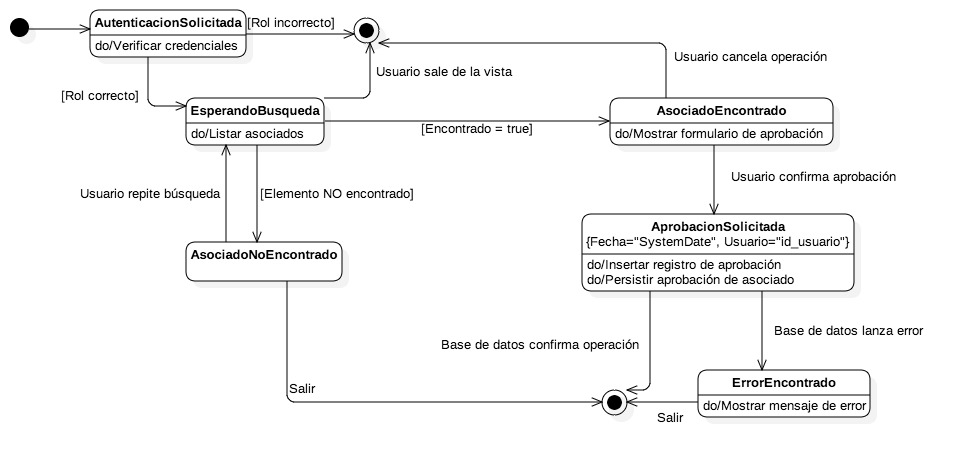 AutenticacionSolicitada
do/Verificar credenciales
[Rol incorrecto]
Usuario cancela operación
Usuario sale de la vista
[Rol correcto]
EsperandoBusqueda
do/Listar asociados
[Encontrado = true]
AsociadoEncontrado
do/Mostrar formulario de aprobación
Usuario repite búsqueda
[Elemento NO encontrado]
Usuario confirma aprobación
AsociadoNoEncontrado
AprobacionSolicitada
{Fecha="SystemDate", Usuario="id_usuario"}
do/Insertar registro de aprobación
do/Persistir aprobación de asociado
Base de datos confirma operación
Base de datos lanza error
Salir
ErrorEncontrado
do/Mostrar mensaje de error
Salir